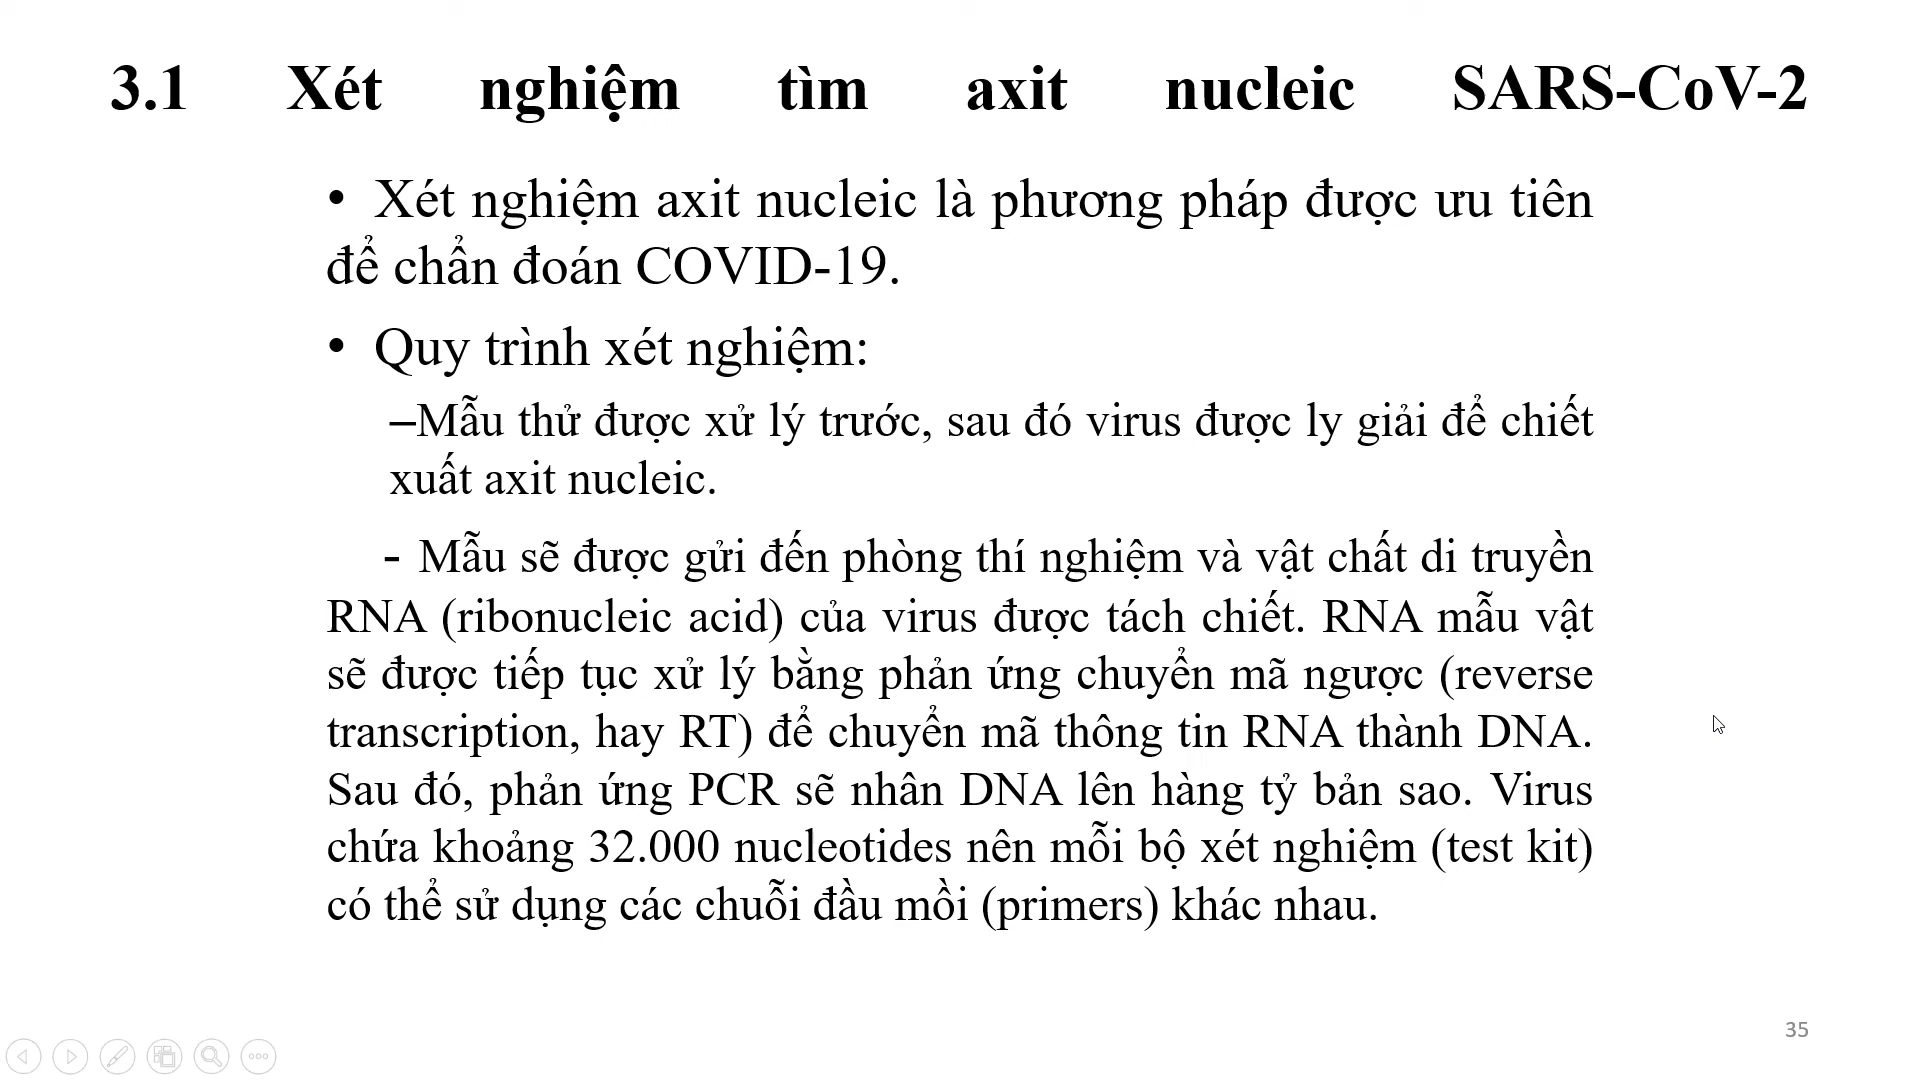 3.1 Xét nghiệm tìm axit nucleic SARS-CoV-2
• Xét nghiệm axit nucleic là phương pháp được ưu tiên
để chẩn đoán COVID-19.
• Quy trình xét nghiệm:
–Mẫu thử được xử lý trước, sau đó virus được ly giải để chiết
xuất axit nucleic.
- Mẫu sẽ được gửi đến phòng thí nghiệm và vật chất di truyền
RNA (ribonucleic acid) của virus được tách chiết. RNA mẫu vật
sẽ được tiếp tục xử lý bằng phản ứng chuyển mã ngược (reverse
transcription, hay RT) để chuyển mã thông tin RNA thành DNA.
Sau đó, phản ứng PCR sẽ nhân DNA lên hàng tỷ bản sao. Virus
chứa khoảng 32.000 nucleotides nên mỗi bộ xét nghiệm (test kit)
có thể sử dụng các chuỗi đầu mồi (primers) khác nhau.
35